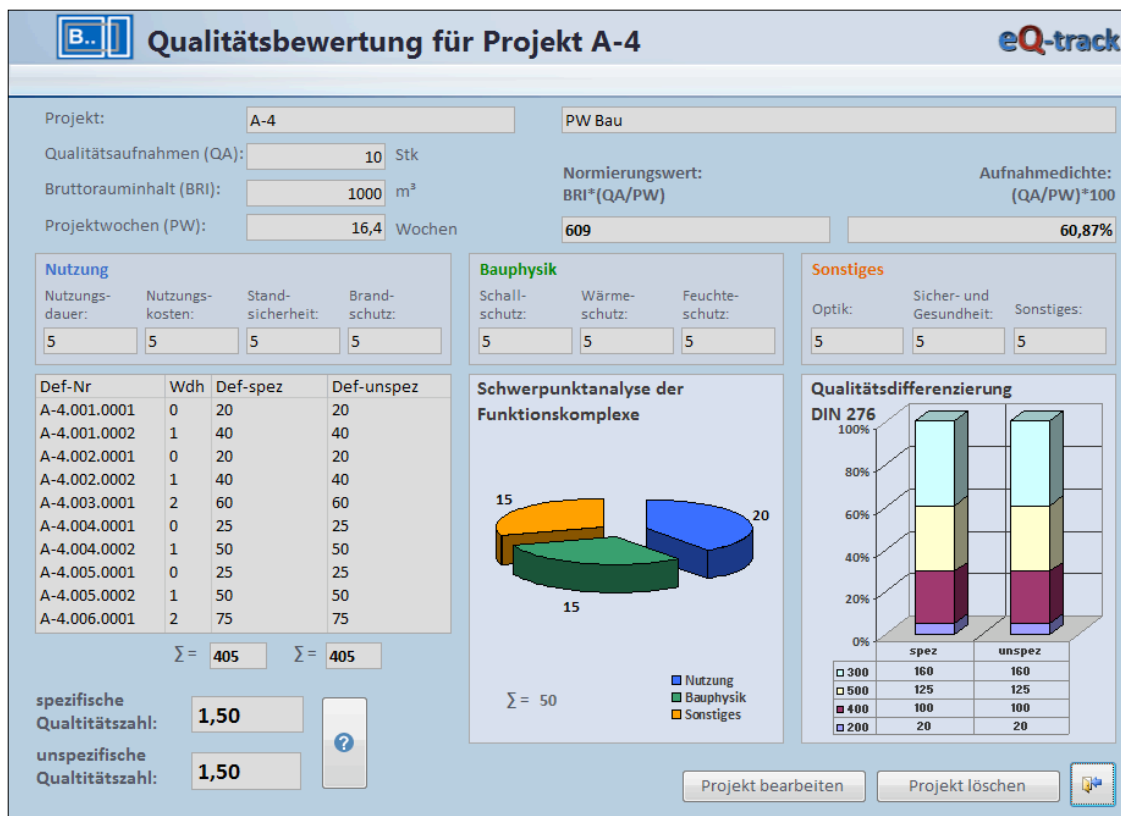 B..
Qualitätsbewertung für Projekt A-4
eQ-track
Projekt:
A-4
PW Bau
Qualitätsaufnahmen (QA):
10
Stk
Bruttorauminhalt (BRI):
1000
m³
Projektwochen (PW):
16,4
Wochen
Normierungswert:
BRI*(QA/PW)
609
Aufnahmedichte:
(QA/PW)*100
60,87%
Nutzung
Nutzungs-
dauer:
5
Nutzungs-
kosten:
5
Stand-
sicherheit:
5
Brand-
schutz:
5
Bauphysik
Schall-
schutz:
5
Wärme-
schutz:
5
Feuchte-
schutz:
5
Sonstiges
Optik:
5
Sicher- und
Gesundheit:
5
Sonstiges:
5
Def-Nr Wdh Def-spez Def-unspez
A-4.001.0001 0 20 20
A-4.001.0002 1 40 40
A-4.002.0001 0 20 20
A-4.002.0002 1 40 40
A-4.003.0001 2 60 60
A-4.004.0001 0 25 25
A-4.004.0002 1 50 50
A-4.005.0001 0 25 25
A-4.005.0002 1 50 50
A-4.006.0001 2 75 75
∑ = 405 ∑ = 405
spezifische
Qualtitätszahl:
1,50
unspezifische
Qualtitätszahl:
1,50
?
Schwerpunktanalyse der
Funktionskomplexe
15
20
15
∑ = 50
Nutzung
Bauphysik
Sonstiges
Qualitätsdifferenzierung
DIN 276
100%
80%
60%
40%
20%
0%
spez unspez
300 160 160
500 125 125
400 100 100
200 20 20
Projekt bearbeiten
Projekt löschen